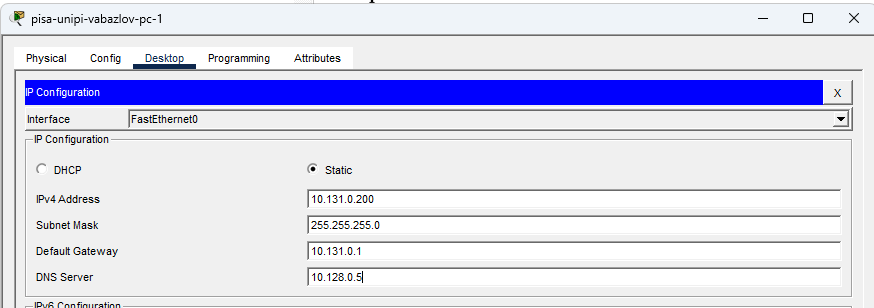 pisa-unipi-vabazlov-pc-1
Physical Config Desktop Programming Attributes
IP Configuration X
Interface FastEthernet0
IP Configuration
DHCP Static
IPv4 Address 10.131.0.200
Subnet Mask 255.255.255.0
Default Gateway 10.131.0.1
DNS Server 10.128.0.5
IPv6 Configuration